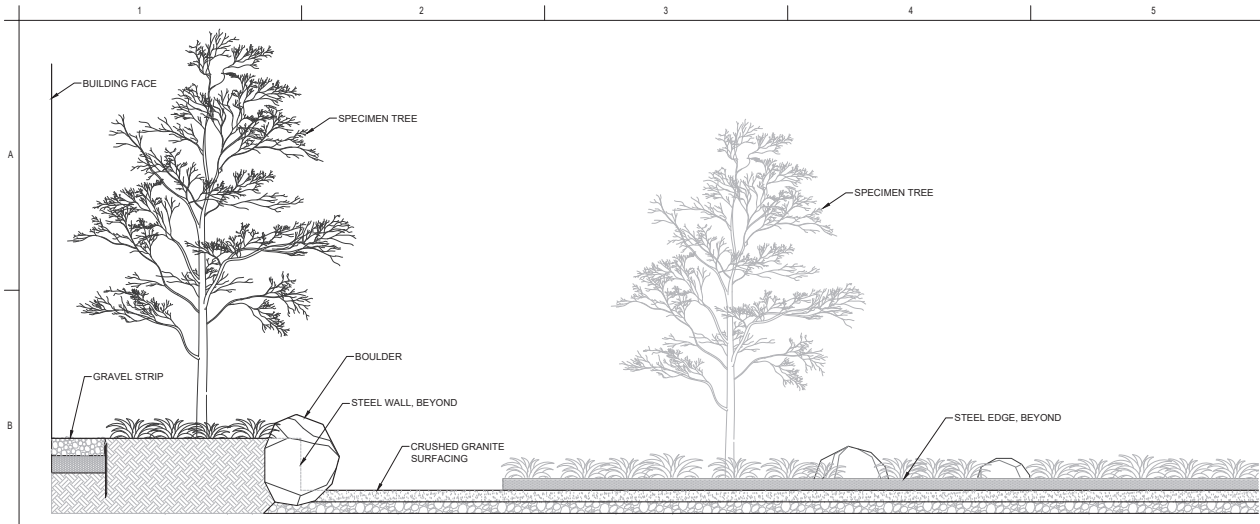 1 2 3 4 5
BUILDING FACE
SPECIMEN TREE
A
SPECIMEN TREE
BOULDER
GRAVEL STRIP
STEEL WALL, BEYOND
B
STEEL EDGE, BEYOND
CRUSHED GRANITE
SURFACING